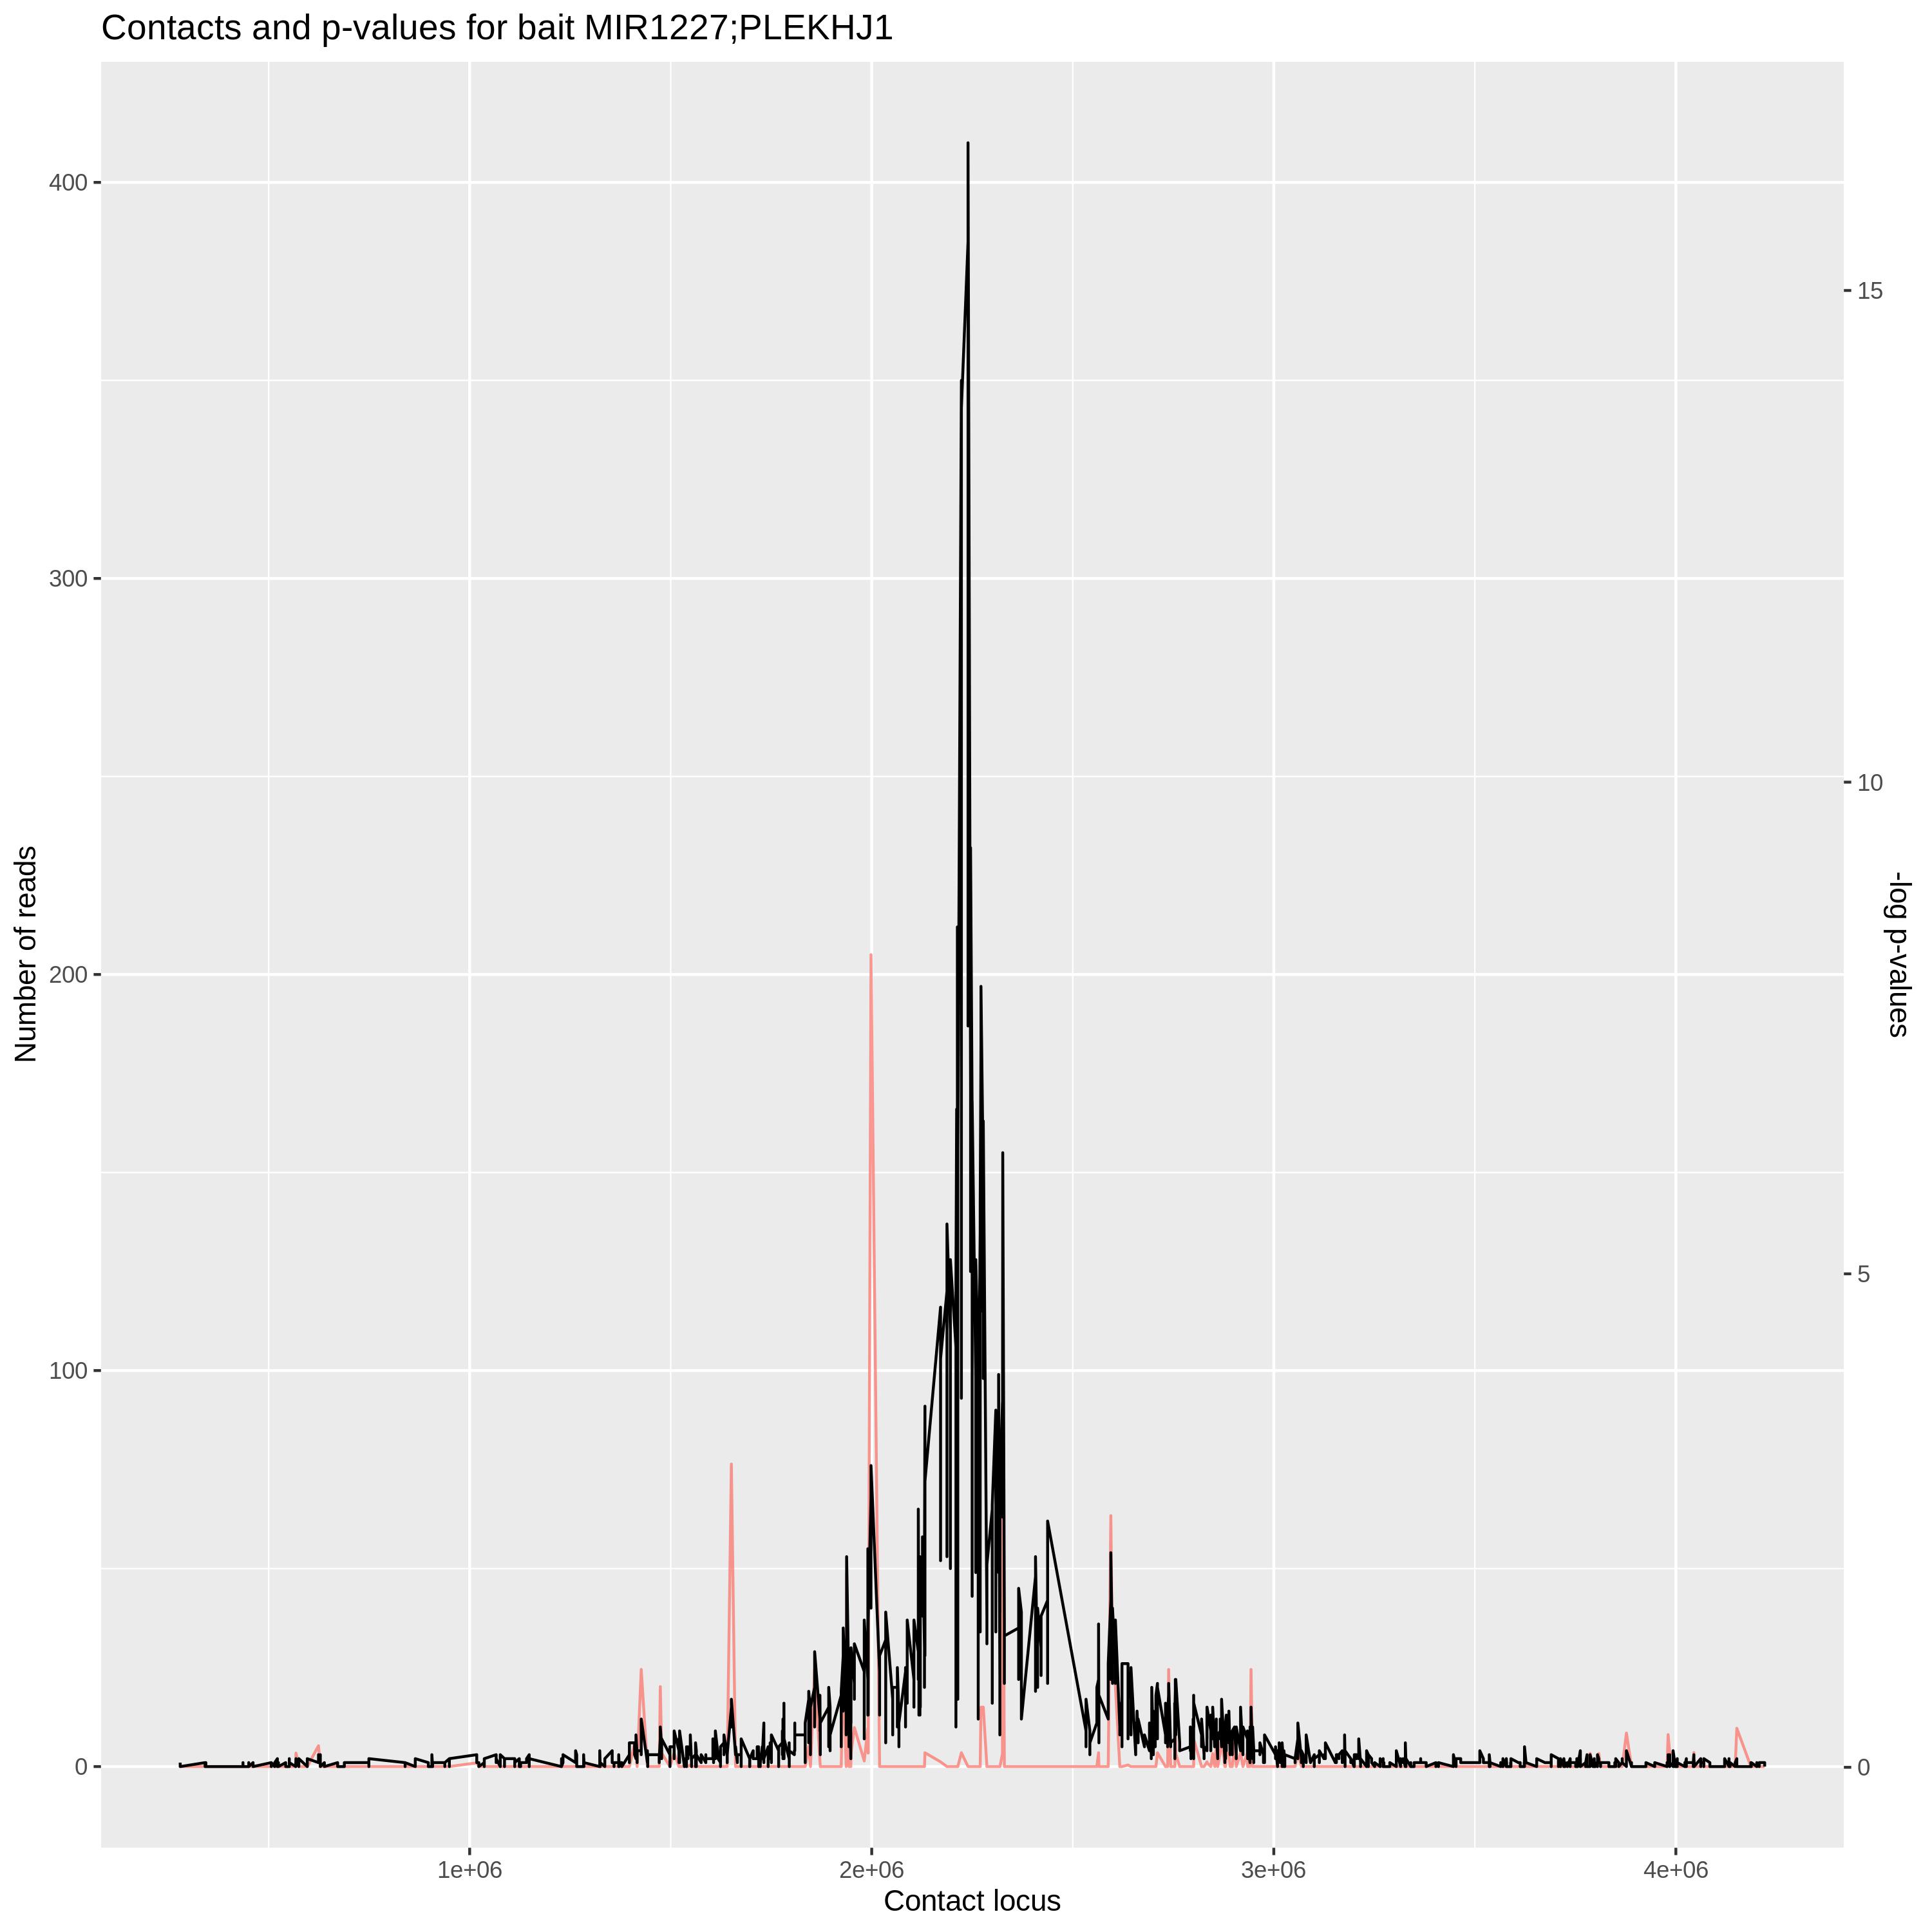 Contacts and p-values for bait MIR1227;PLEKHJ1
400
300
200
100
0
Number of reads
15
10
5
0
-log p-values
1e+06
2e+06
3e+06
4e+06
Contact locus